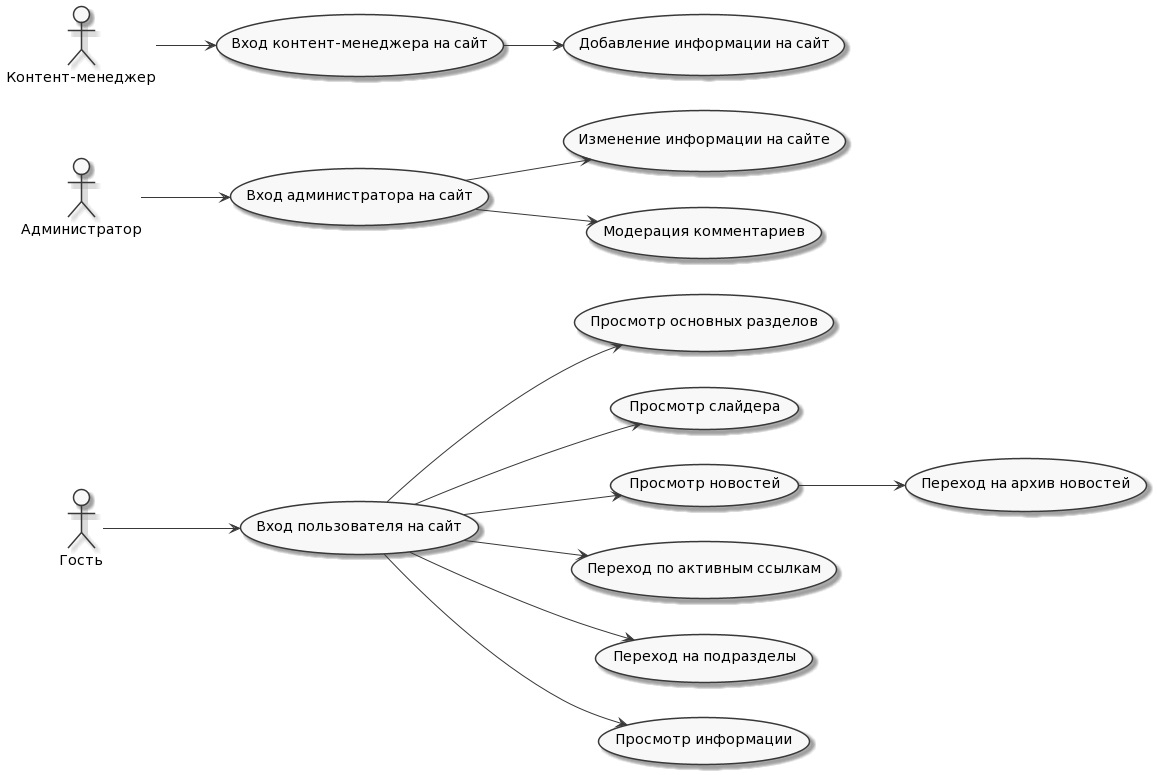 Контент-менеджер
Вход контент-менеджера на сайт
Добавление информации на сайт
Администратор
Вход администратора на сайт
Изменение информации на сайте
Модерация комментариев
Гость
Вход пользователя на сайт
Просмотр основных разделов
Просмотр слайдера
Просмотр новостей
Переход на архив новостей
Переход по активным ссылкам
Переход на подразделы
Просмотр информации